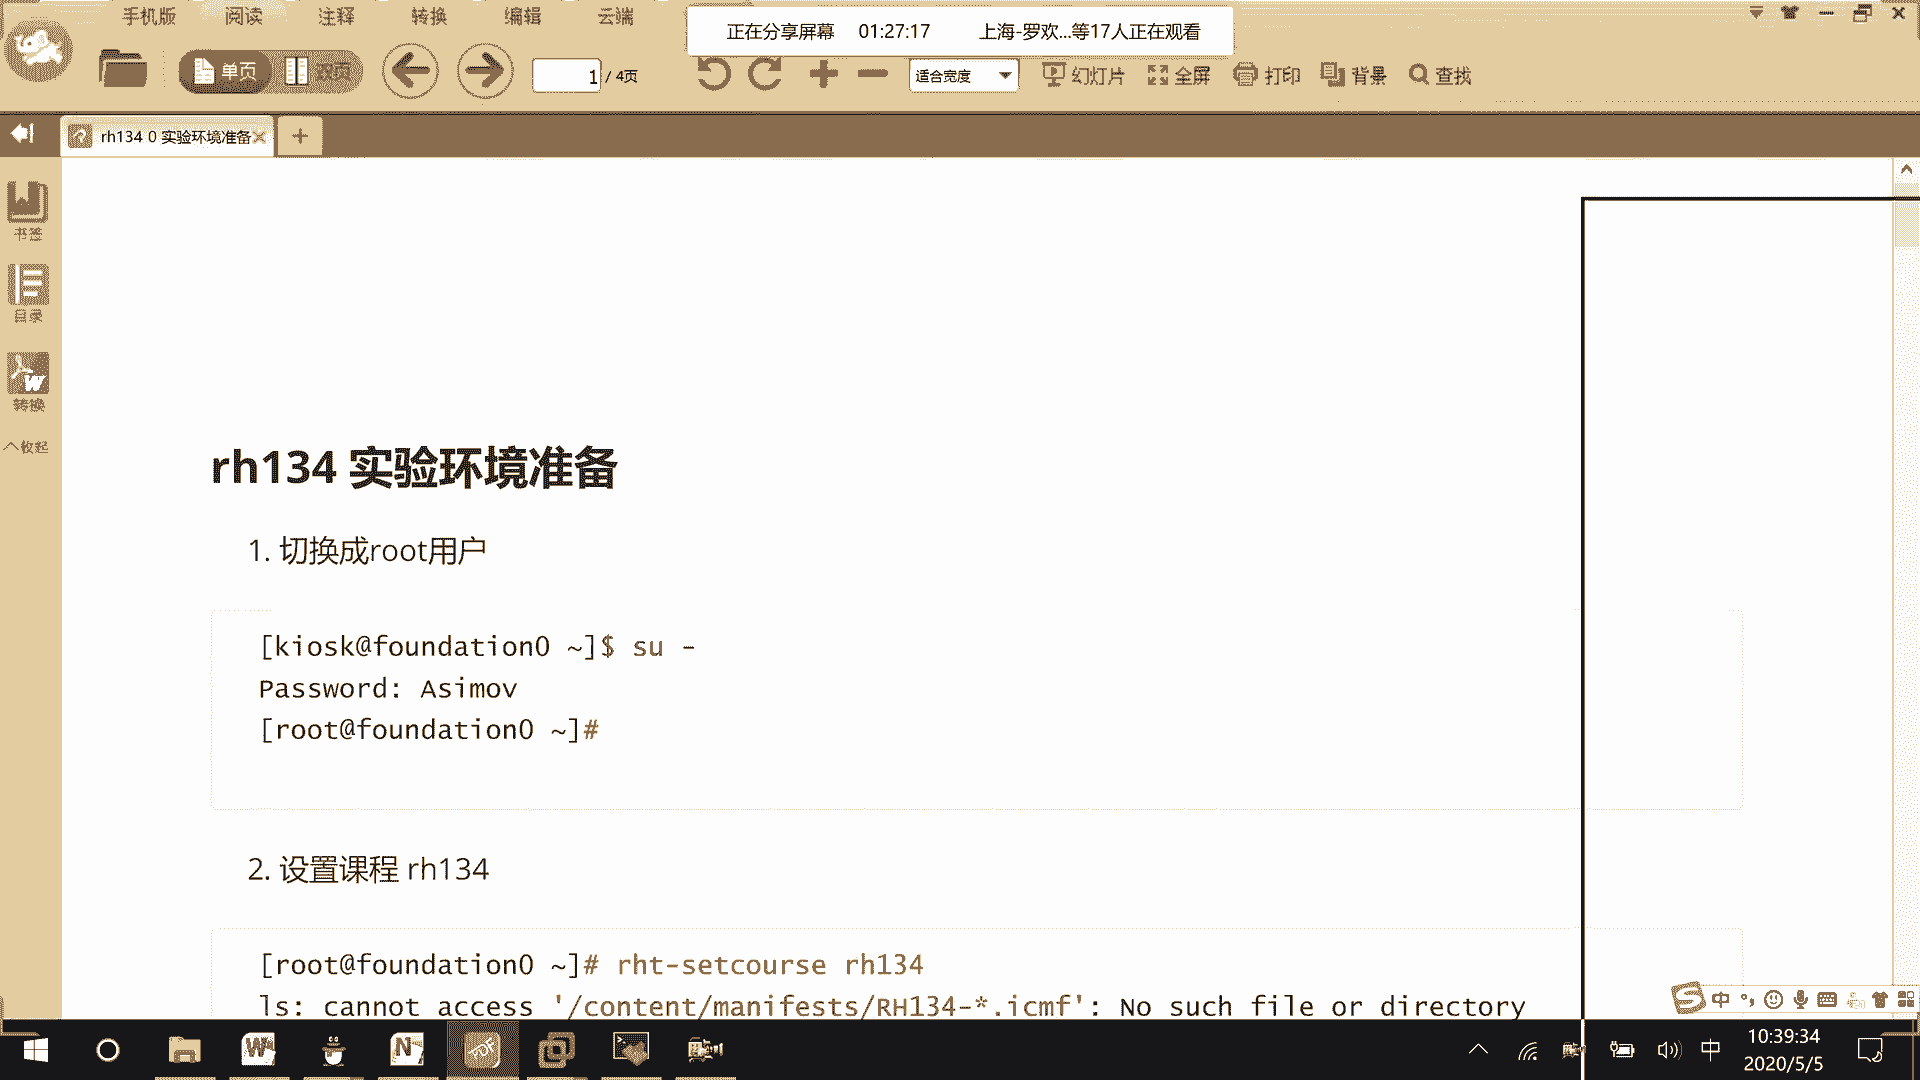 手机版 阅读 注释 转换 编辑 云端
正在分享屏幕 01:27:17 上海-罗欢...等17人正在观看
单页 双页 1 / 4页 适合宽度 幻灯片 全屏 打印 背景 查找
rh134 0 实验环境准备
书签
目录
转换
收起
rh134 实验环境准备
1. 切换成root用户
[kiosk@foundation0 ~]$ su -
Password: Asimov
[root@foundation0 ~]#
2. 设置课程 rh134
[root@foundation0 ~]# rht-setcourse rh134
ls: cannot access '/content/manifests/RH134-*.icmf': No such file or directory
中
中
10:39:34
2020/5/5